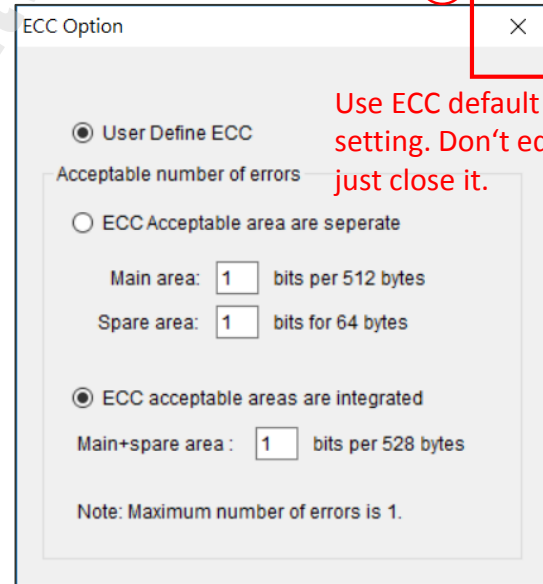 ECC Option
Use ECC default
User Define ECC
setting. Don‘t
Acceptable number of errors
just close it.
ECC Acceptable area are seperate
Main area: 1 bits per 512 bytes
Spare area: 1 bits for 64 bytes
ECC acceptable areas are integrated
Main+spare area : 1 bits per 528 bytes
Note: Maximum number of errors is 1.